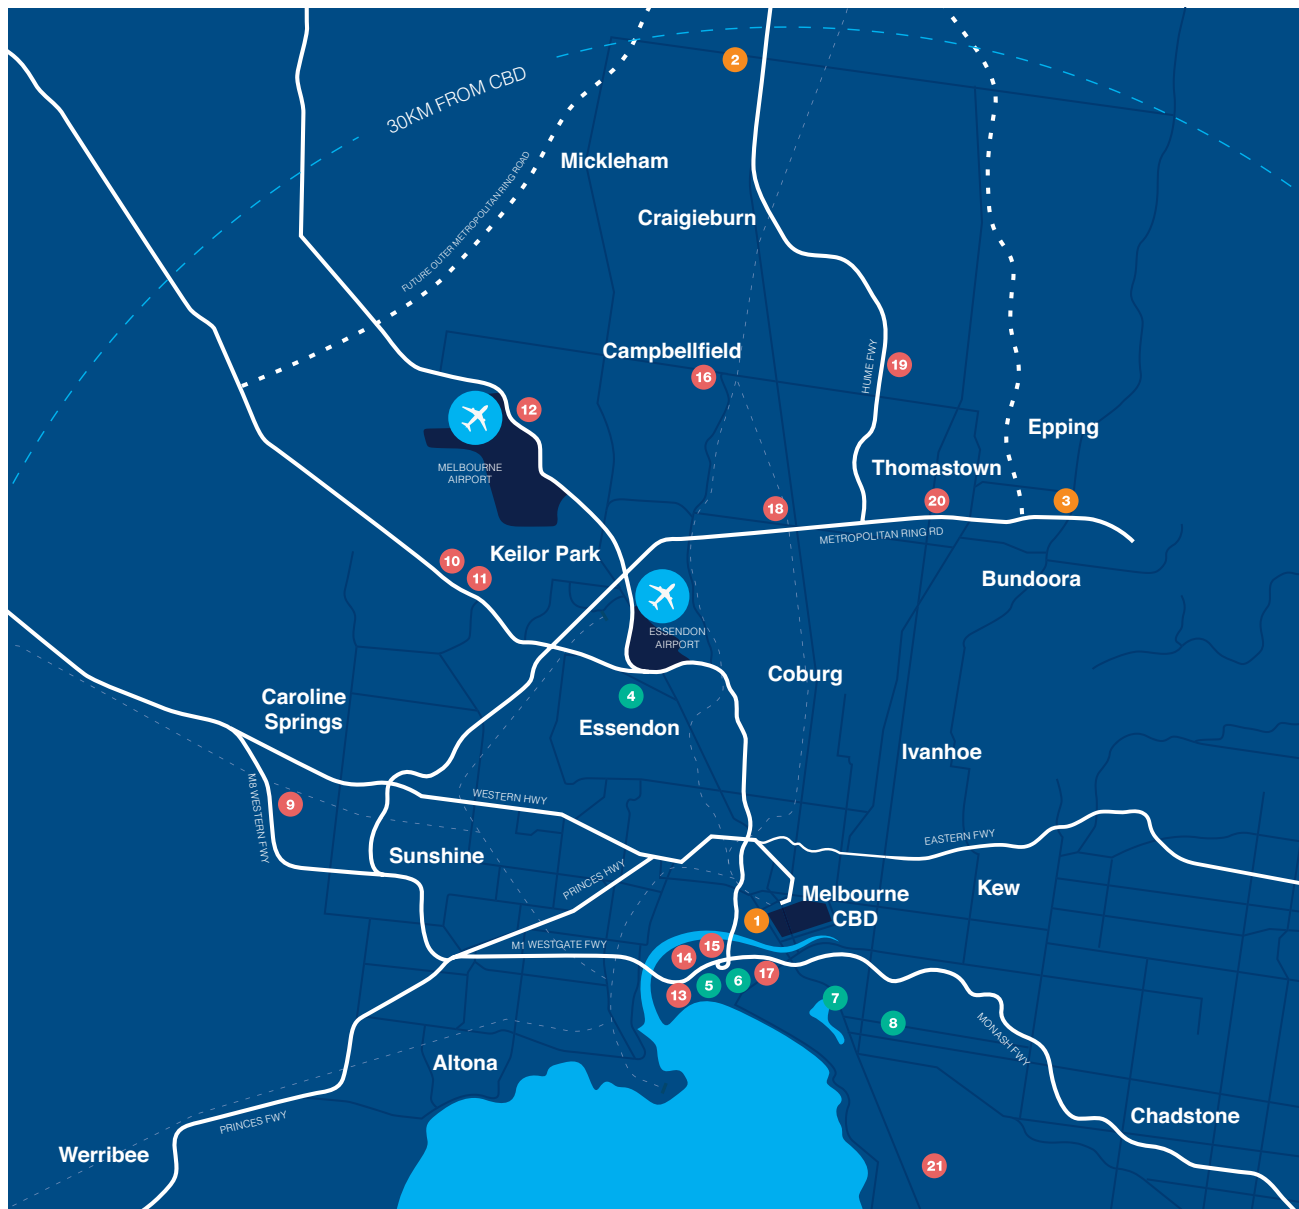 2
30KM FROM CBD
FUTURE OUTER METROPOLITAN RING ROAD
Mickleham
Craigieburn
Campbellfield
16
HUME FWY
19
12
MELBOURNE
AIRPORT
Epping
Thomastown
20
3
18
METROPOLITAN RING RD
Keilor Park
10
11
Bundoora
ESSENDON
AIRPORT
Coburg
4
Essendon
Caroline
Springs
Ivanhoe
M8 WESTERN FWY
9
WESTERN HWY
EASTERN FWY
Sunshine
PRINCES HWY
Kew
Melbourne
CBD
1
M1 WESTGATE FWY
15
14
17
6
5
13
7
8
MONASH FWY
Altona
PRINCES FWY
Chadstone
Werribee
21